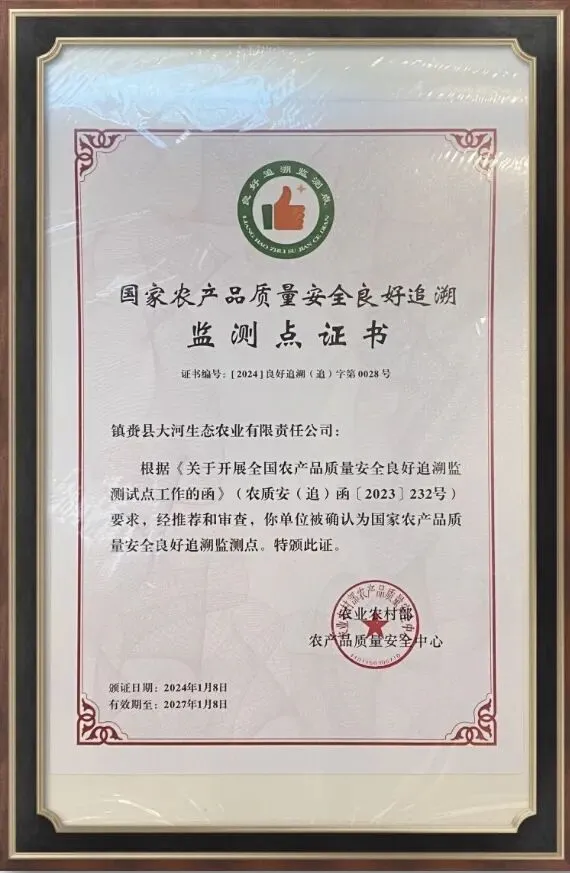 良好追溯监测点
LIANG HAO ZHUI SU JIAN CE DIAN
国家农产品质量安全良好追溯
监测点证书
证书编号：[2024]良好追溯（追）字第0028号
镇赉县大河生态农业有限责任公司：
根据《关于开展全国农产品质量安全良好追溯监
测试点工作的函》（农质安（追）函〔2023〕232号）
要求，经推荐和审查，你单位被确认为国家农产品质
量安全良好追溯监测点。特颁此证。
农业农村部
农产品质量安全中心
颁证日期：2024年1月8日
有效期至：2027年1月8日